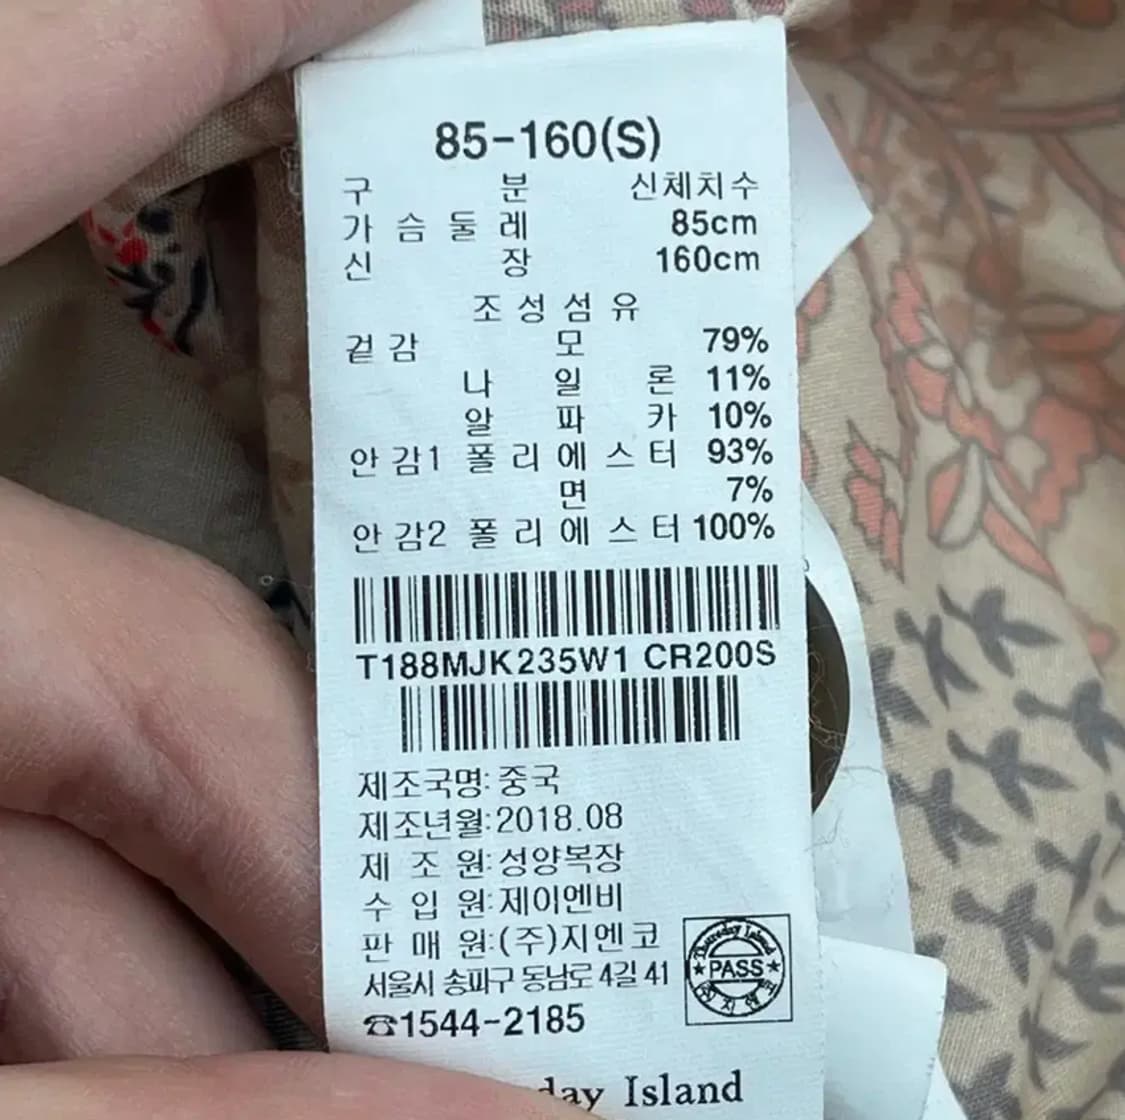 85-160(S)
구 분 신체치수
가 슴 둘 레 85cm
신 장 160cm
조 성 섬 유
겉 감 모 79%
나 일 론 11%
알 파 카 10%
안 감1 폴 리 에 스 터 93%
면 7%
안 감2 폴 리 에 스 터 100%
T188MJK235W1 CR200S
제조국명: 중국
제조년월:2018.08
제 조 원:성양복장
수 입 원:제이엔비
판 매 원:(주)지엔코
서울시 송파구 동남로 4길 41
☎1544-2185
Thursday Island
★PASS★
day Island